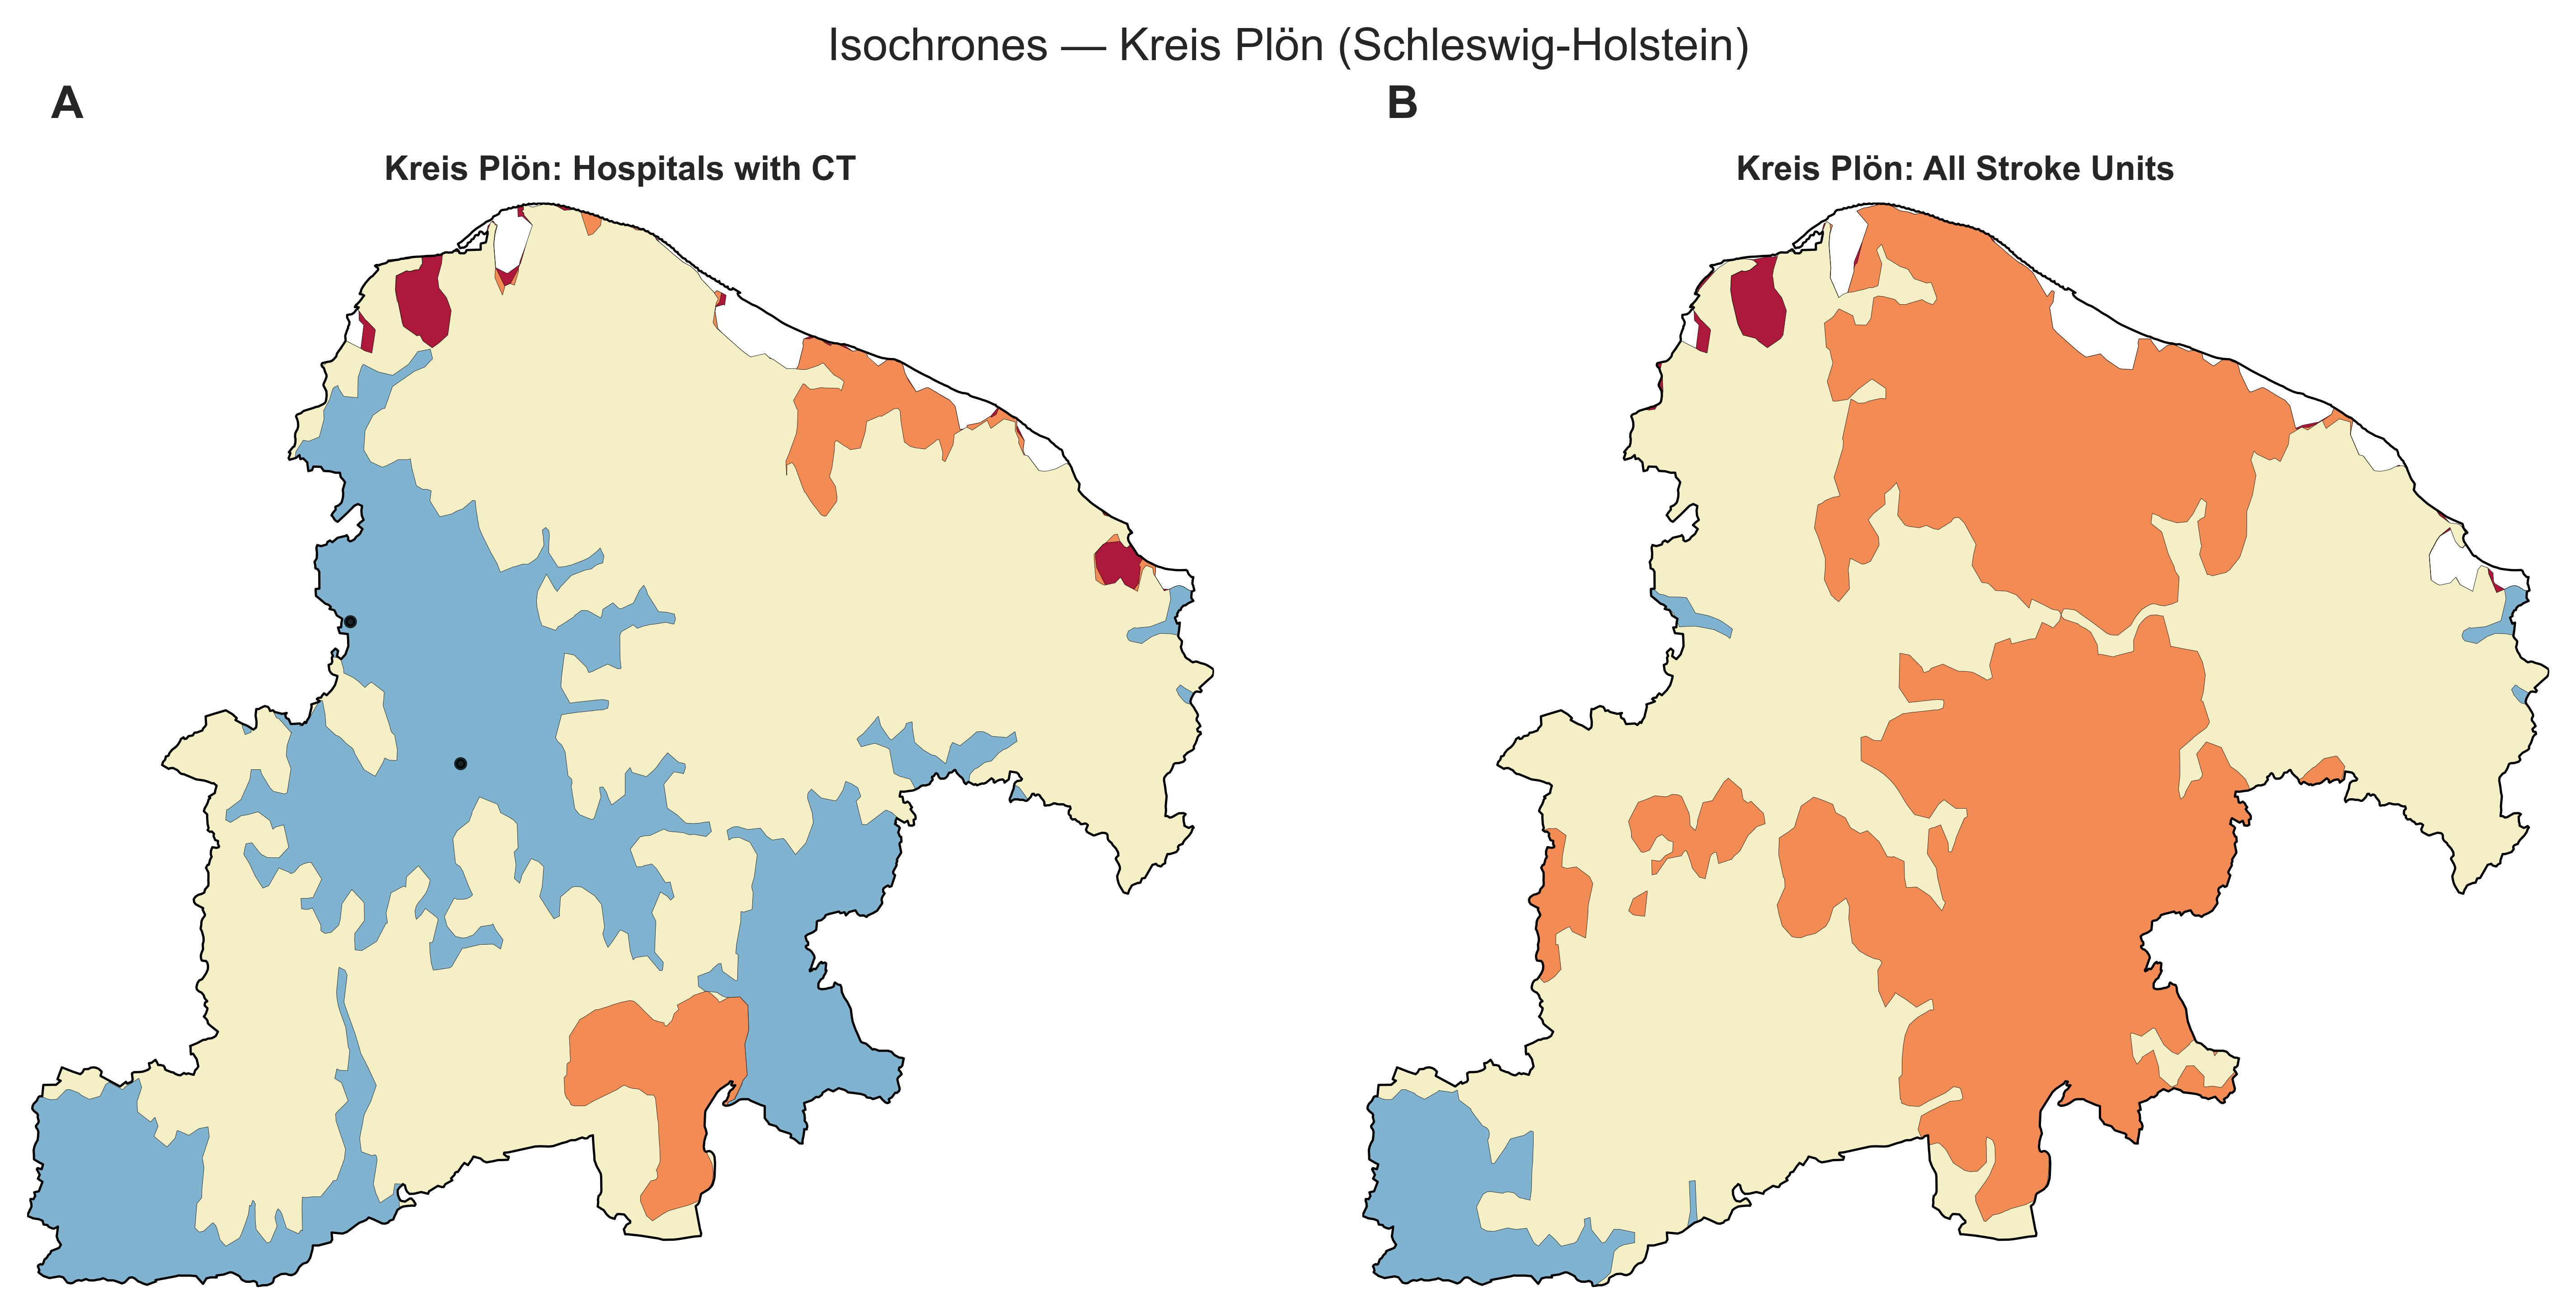 Isochrones — Kreis Plön (Schleswig-Holstein)
A
B
Kreis Plön: Hospitals with CT
Kreis Plön: All Stroke Units